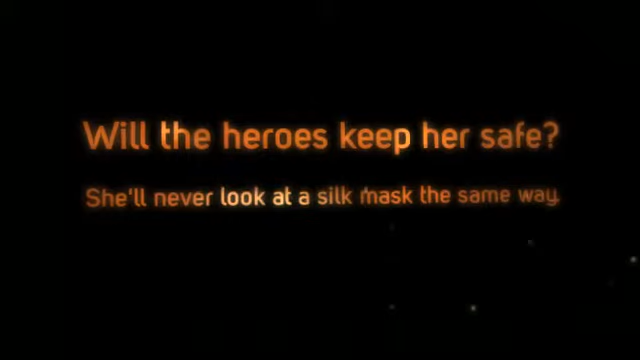 Will the heroes keep her safe?
She'll never look at a silk mask the same way.